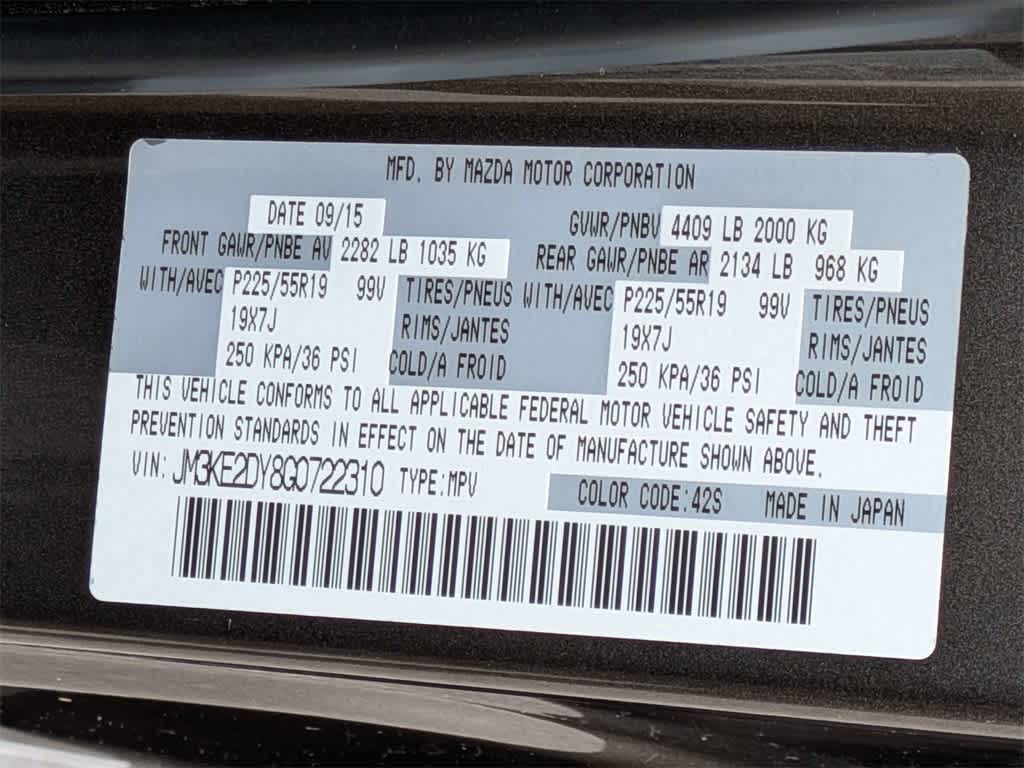 MFD. BY MAZDA MOTOR CORPORATION
DATE 09/15 GVWR/PNBV 4409 LB 2000 KG
FRONT GAWR/PNBE AV 2282 LB 1035 KG REAR GAWR/PNBE AR 2134 LB 968 KG
WITH/AVEC P225/55R19 99V TIRES/PNEUS WITH/AVEC P225/55R19 99V TIRES/PNEUS
19X7J RIMS/JANTES 19X7J RIMS/JANTES
250 KPA/36 PSI COLD/A FROID 250 KPA/36 PSI COLD/A FROID
THIS VEHICLE CONFORMS TO ALL APPLICABLE FEDERAL MOTOR VEHICLE SAFETY AND THEFT
PREVENTION STANDARDS IN EFFECT ON THE DATE OF MANUFACTURE SHOWN ABOVE.
VIN: JM3KE2DY8G0722310 TYPE:MPV COLOR CODE:42S MADE IN JAPAN